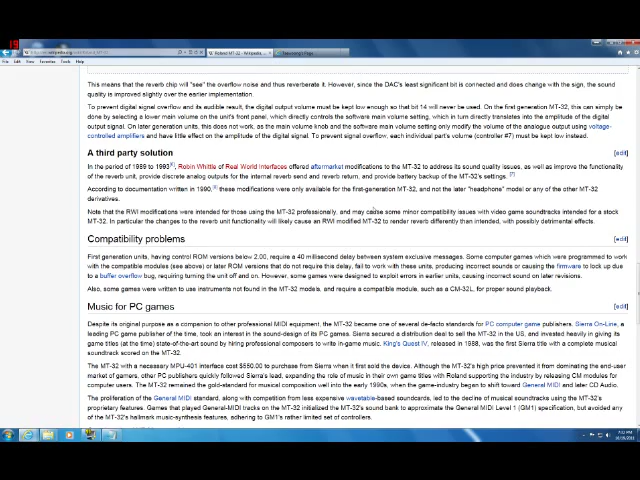 Roland MT-32 - Wikipedia,
File Edit View Favorites Tools Help
This means that the reverb chip will "see" the overflow noise and thus reverberate it. However, since the DAC's least significant bit is connected and does change with the sign, the sound
quality is improved slightly over the earlier implementation.
To prevent digital signal overflow and its audible result, the digital output volume must be kept low enough so that bit 14 will never be used. On the first generation MT-32, this can simply be
done by selecting a lower main volume on the unit's front panel, which directly controls the software main volume setting, which in turn directly translates into the amplitude of the digital
output signal. On later generation units, this does not work, as the main volume knob and the software main volume setting only modify the volume of the analogue output using voltage-
controlled amplifiers and have little effect on the amplitude of the digital signal. To prevent signal overflow, each individual part's volume (controller #7) must be kept low instead.
A third party solution [edit]
In the period of 1989 to 1993[6], Robin Whittle of Real World Interfaces offered aftermarket modifications to the MT-32 to address its sound quality issues, as well as improve the functionality
of the reverb unit, provide discrete analog outputs for the internal reverb send and reverb return, and provide battery backup of the MT-32's settings. [7]
According to documentation written in 1990, these modifications were only available for the first-generation MT-32, and not the later "headphone" model or any of the other MT-32
derivatives.
Note that the RWI modifications were intended for those using the MT-32 professionally, and may cause some minor compatibility issues with video game soundtracks intended for a stock
MT-32. In particular the changes to the reverb unit functionality will likely cause an RWI modified MT-32 to render reverb differently than intended, with possibly detrimental effects.
Compatibility problems [edit]
First generation units, having control ROM versions below 2.00, require a 40 millisecond delay between system exclusive messages. Some computer games which were programmed to work
with the compatible modules (see above) or later ROM versions that do not require this delay, fail to work with these units, producing incorrect sounds or causing the firmware to lock up due
to a buffer overflow bug, requiring turning the unit off and on. However, some games were designed to exploit errors in earlier units, causing incorrect sound on later revisions.
Also, some games were written to use instruments not found in the MT-32 models, and require a compatible module, such as a CM-32L, for proper sound playback.
Music for PC games [edit]
Despite its original purpose as a companion to other professional MIDI equipment, the MT-32 became one of several de-facto standards for PC computer game publishers. Sierra On-Line, a
leading PC game publisher of the time, took an interest in the sound-design of its PC games. Sierra secured a distribution deal to sell the MT-32 in the US, and invested heavily in giving its
game titles (at the time) state-of-the-art sound by hiring professional composers to write in-game music. King's Quest IV, released in 1988, was the first Sierra title with a complete musical
soundtrack scored on the MT-32.
The MT-32 with a necessary MPU-401 interface cost $550.00 to purchase from Sierra when it first sold the device. Although the MT-32's high price prevented it from dominating the end-user
market of gamers, other PC publishers quickly followed Sierra's lead, expanding the role of music in their own game titles with Roland supporting the industry by releasing CM modules for
computer users. The MT-32 remained the gold-standard for musical composition well into the early 1990s, when the game-industry began to shift toward General MIDI and later CD Audio.
The proliferation of the General MIDI standard, along with competition from less expensive wavetable-based soundcards, led to the decline of musical soundtracks using the MT-32's
proprietary features. Games that played General-MIDI tracks on the MT-32 initialized the MT-32's sound bank to approximate the General MIDI Level 1 (GM1) specification, but avoided any
of the MT-32's hallmark music-synthesis features, adhering to GM1's rather limited set of controllers.